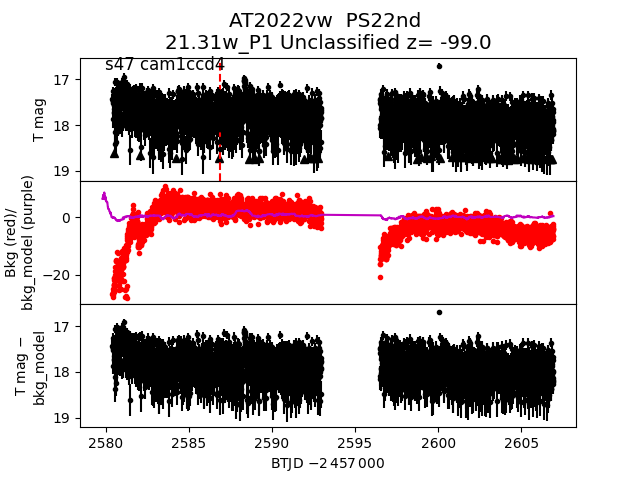 AT2022vw  PS22nd
21.31w_P1 Unclassified z= -99.0
s47 cam1ccd4
17
18
19
T mag
0
−20
Bkg (red)/
bkg_model (purple)
17
18
19
T mag −
bkg_model
2580
2585
2590
2595
2600
2605
BTJD −2 457 000